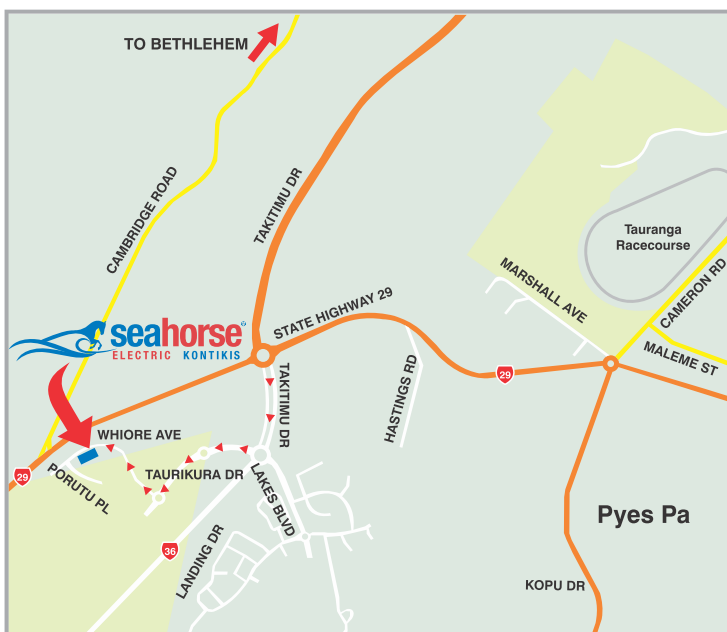 TO BETHLEHEM
CAMBRIDGE ROAD
TAKITIMU DR
Tauranga
Racecourse
MARSHALL AVE
CAMERON RD
MALEME ST
STATE HIGHWAY 29
seahorse
ELECTRIC KONTIKIS
TAKITIMU DR
HASTINGS RD
29
WHIORE AVE
29
PORUTU PL
TAURIKURA DR
LAKES BLVD
36
LANDING DR
Pyes Pa
KOPU DR